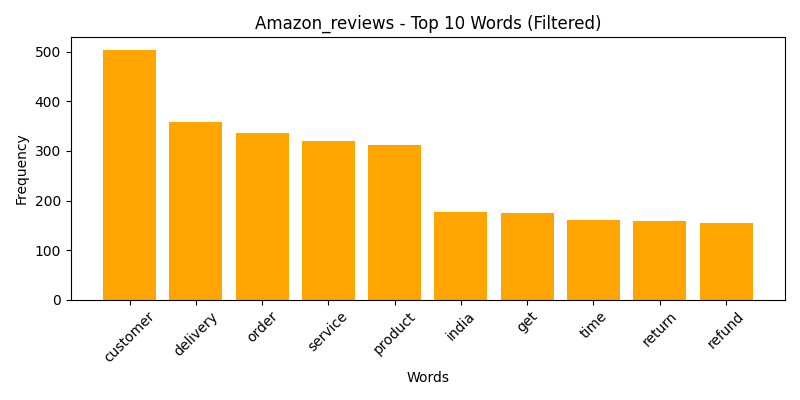 Amazon_reviews - Top 10 Words (Filtered)
Frequency
500
400
300
200
100
0
customer
delivery
order
service
product
india
get
time
return
refund
Words